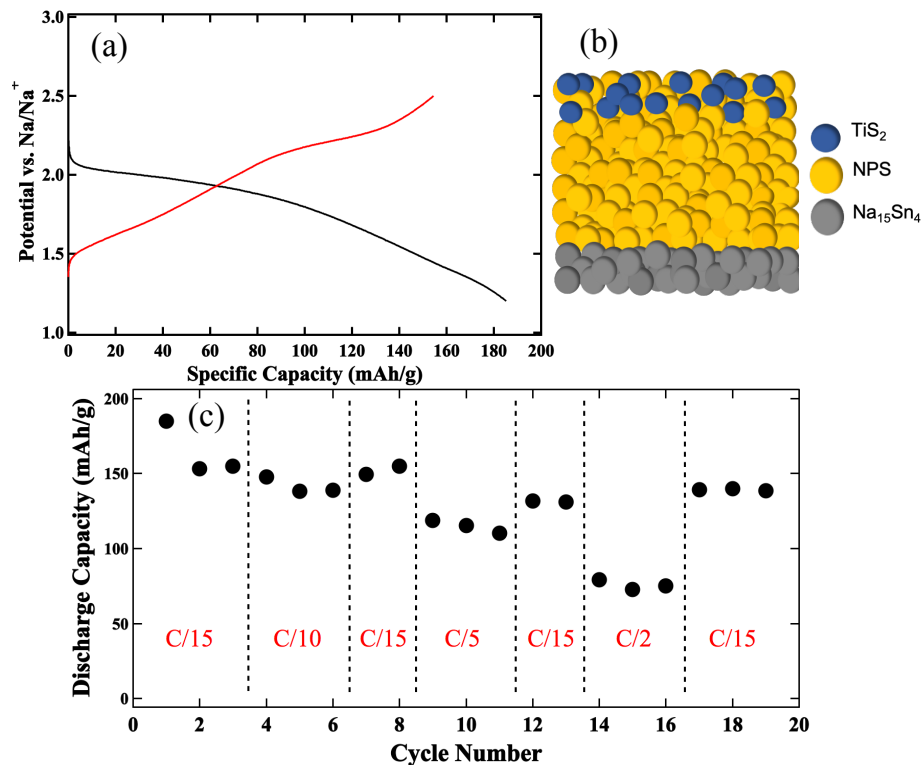 (a)
Potential vs. Na/Na⁺
3.0
2.5
2.0
1.5
1.0
0 20 40 60 80 100 120 140 160 180 200
Specific Capacity (mAh/g)
(b)
TiS₂
NPS
Na₁₅Sn₄
(c)
Discharge Capacity (mAh/g)
200
150
100
50
0
C/15 C/10 C/15 C/5 C/15 C/2 C/15
0 2 4 6 8 10 12 14 16 18 20
Cycle Number